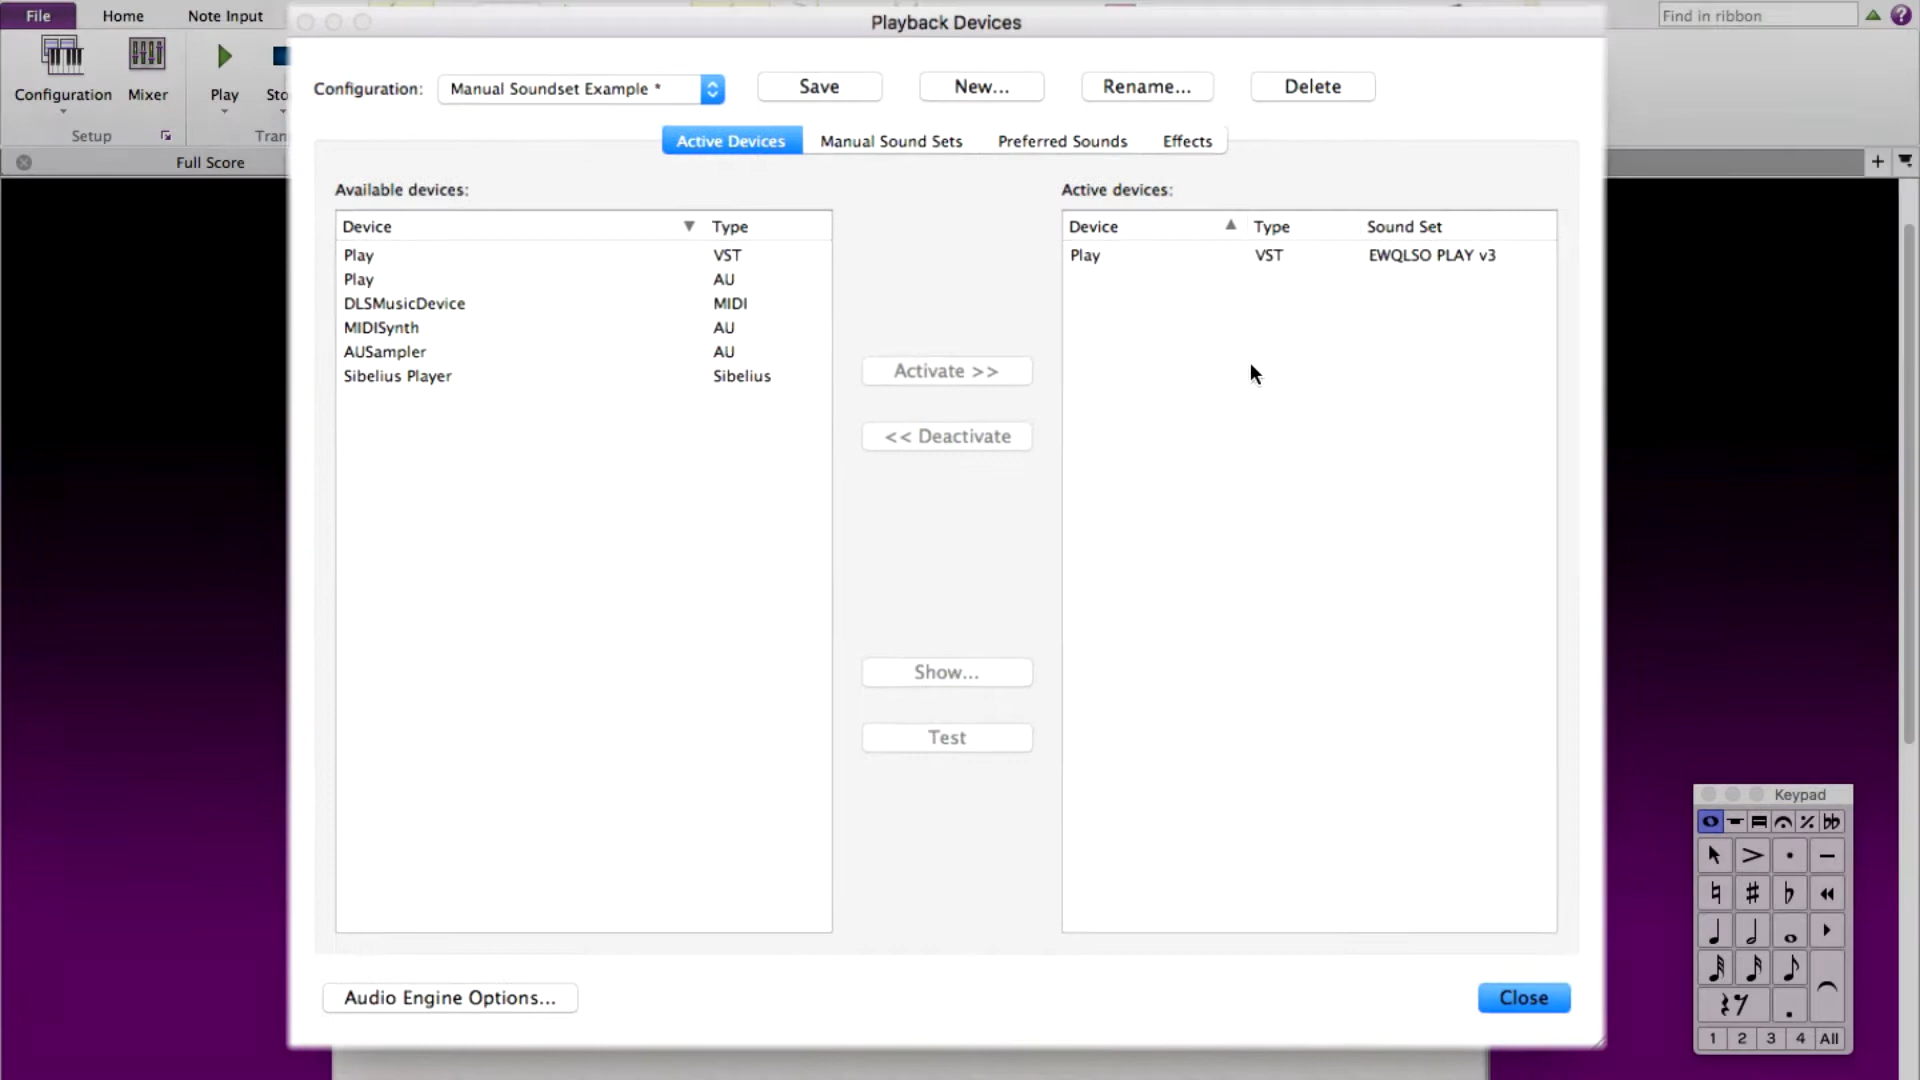 File Home Note Input
Find in ribbon
Configuration Mixer Play Sto
Setup Tran
Full Score
Playback Devices
Configuration: Manual Soundset Example * Save New... Rename... Delete
Active Devices Manual Sound Sets Preferred Sounds Effects
Available devices:
Device Type
Play VST
Play AU
DLSMusicDevice MIDI
MIDISynth AU
AUSampler AU
Sibelius Player Sibelius
Activate >>
<< Deactivate
Show...
Test
Active devices:
Device Type Sound Set
Play VST EWQLSO PLAY v3
Audio Engine Options... Close
Keypad
1 2 3 4 All